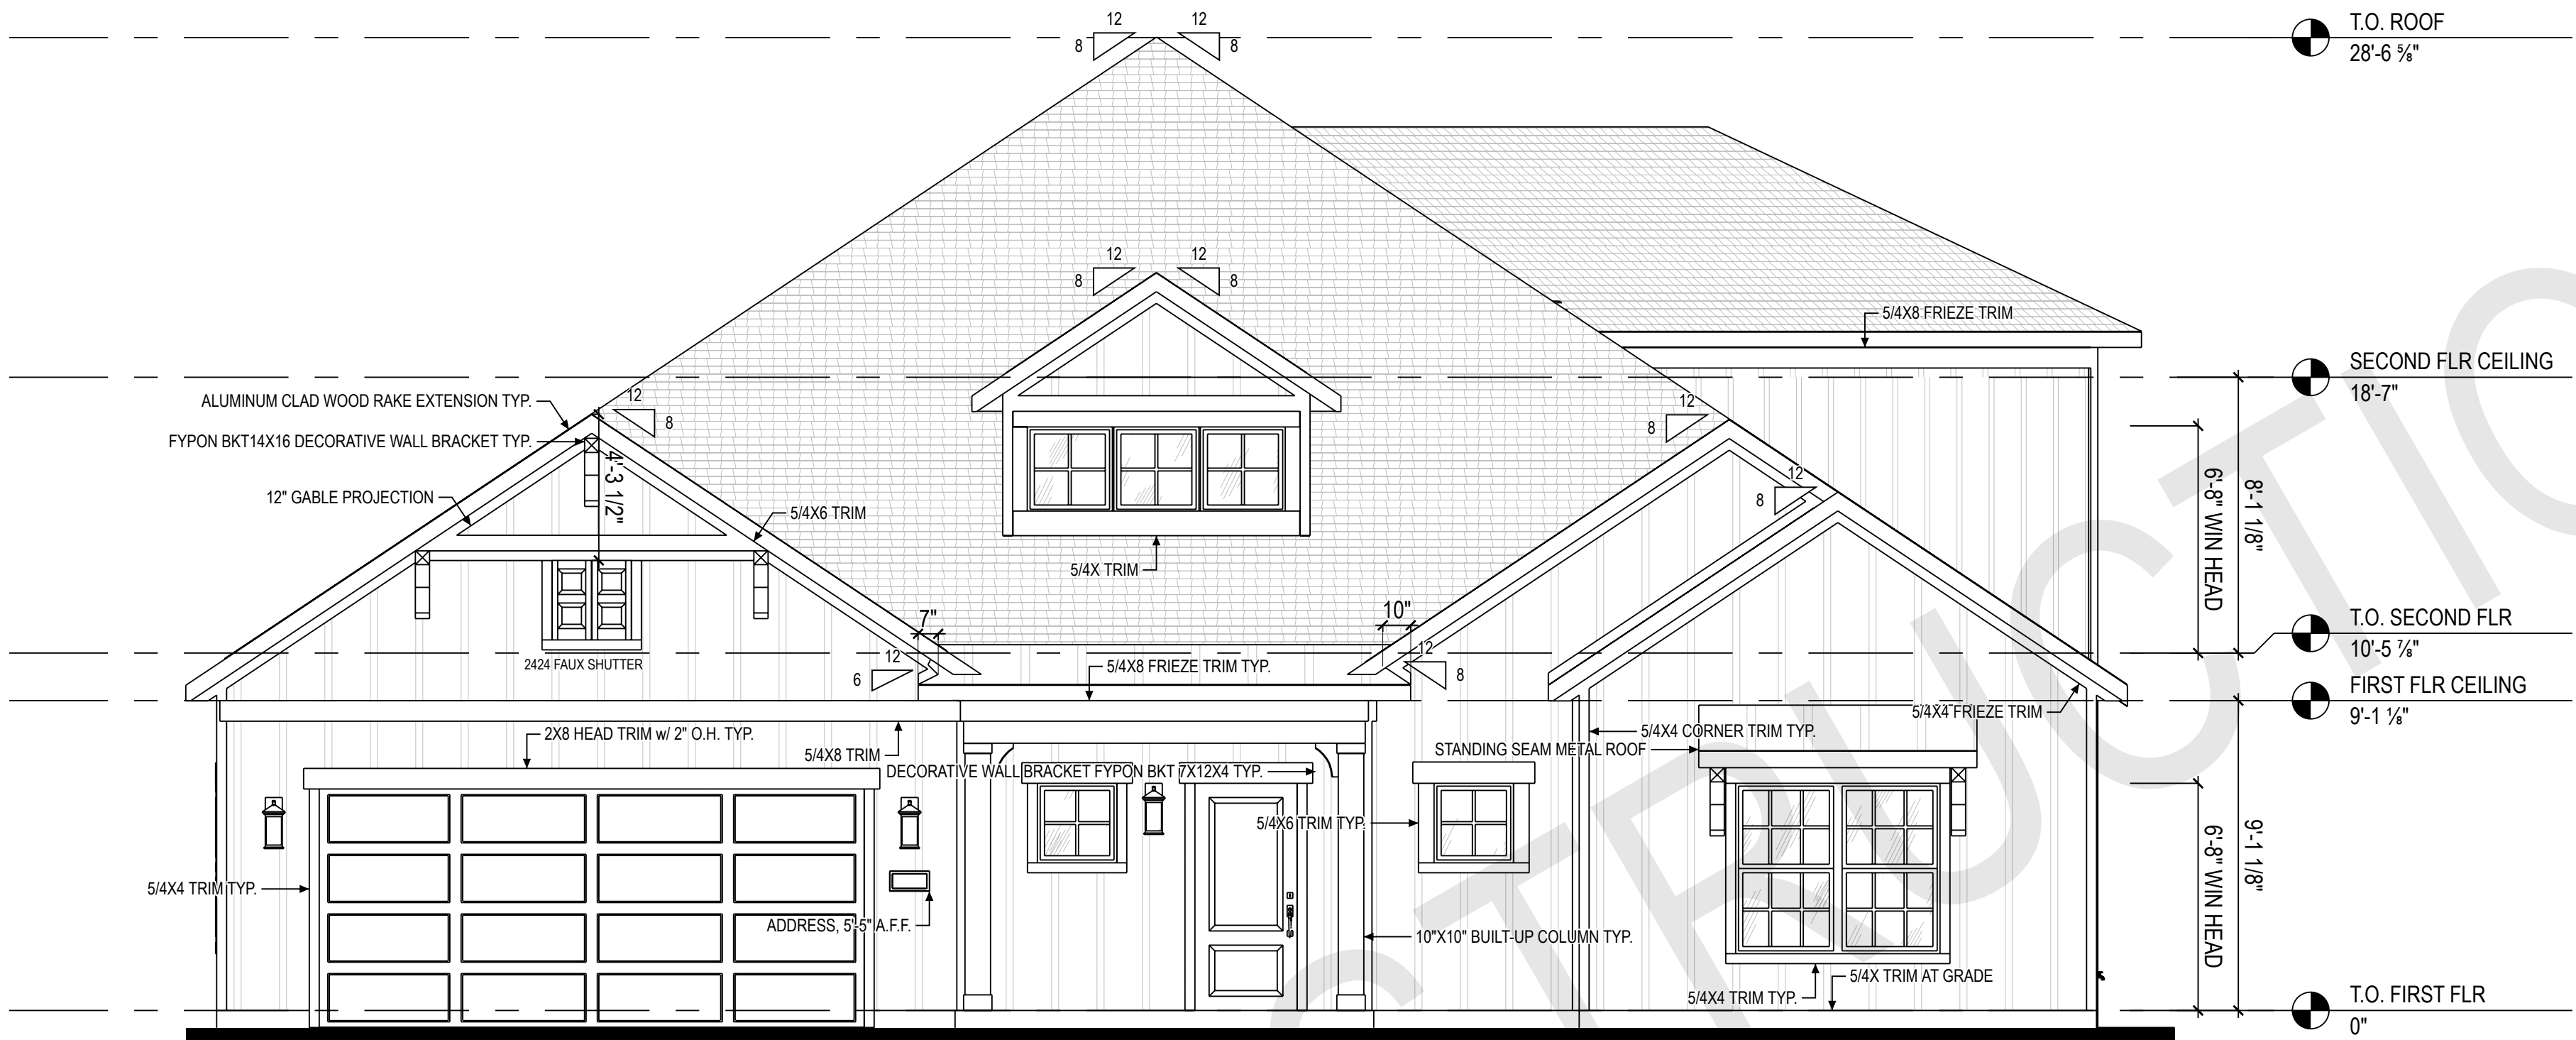 12 12
8 8
T.O. ROOF
28'-6 ⅝"
12 12
8 8
5/4X8 FRIEZE TRIM
SECOND FLR CEILING
18'-7"
ALUMINUM CLAD WOOD RAKE EXTENSION TYP.
12
8
12
8
FYPON BKT14X16 DECORATIVE WALL BRACKET TYP.
4'-3 1/2"
12" GABLE PROJECTION
5/4X6 TRIM
12
8
6'-8" WIN HEAD
8'-1 1/8"
5/4X TRIM
7"
10"
T.O. SECOND FLR
10'-5 ⅞"
2424 FAUX SHUTTER
12
6
5/4X8 FRIEZE TRIM TYP.
12
8
FIRST FLR CEILING
9'-1 ⅛"
5/4X4 FRIEZE TRIM
2X8 HEAD TRIM w/ 2" O.H. TYP.
5/4X4 CORNER TRIM TYP.
5/4X8 TRIM
STANDING SEAM METAL ROOF
DECORATIVE WALL BRACKET FYPON BKT 7X12X4 TYP.
5/4X6 TRIM TYP.
6'-8" WIN HEAD
9'-1 1/8"
5/4X4 TRIM TYP.
ADDRESS, 5'-5" A.F.F.
10"X10" BUILT-UP COLUMN TYP.
5/4X TRIM AT GRADE
5/4X4 TRIM TYP.
T.O. FIRST FLR
0"